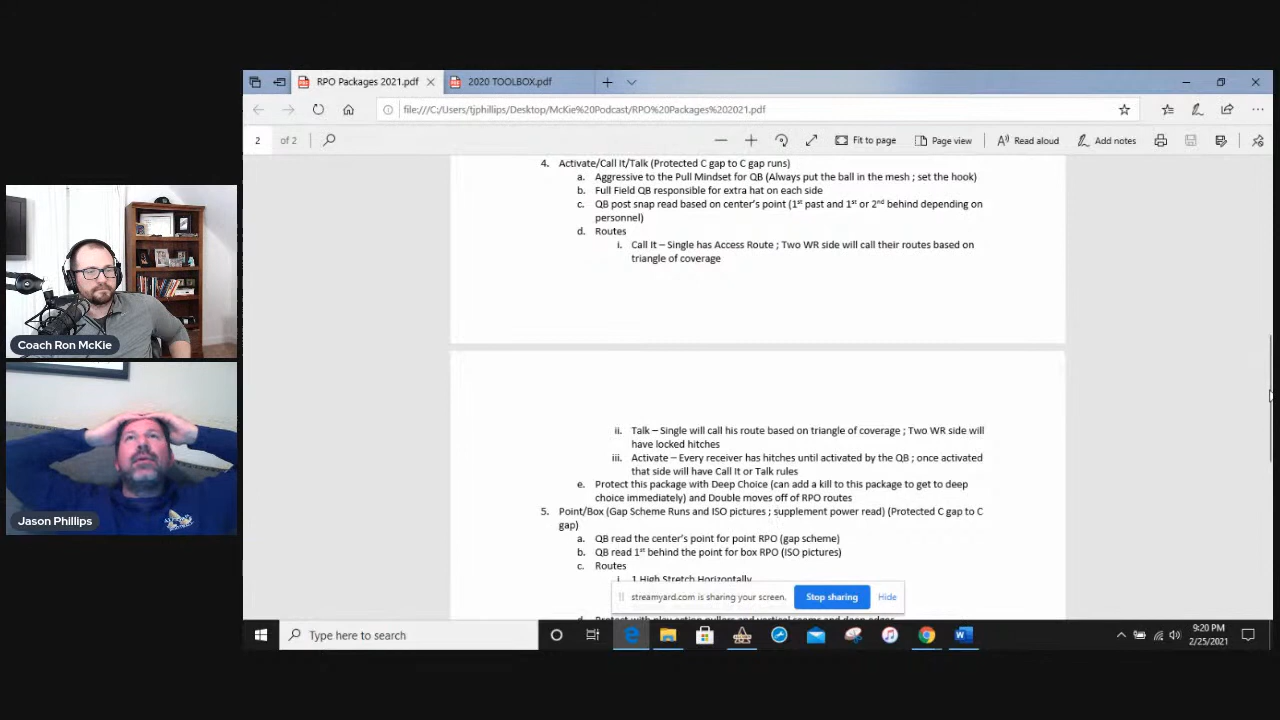 RPO Packages 2021.pdf
2020 TOOLBOX.pdf
file:///C:/Users/tjphillips/Desktop/McKie%20Podcast/RPO%20Packages%202021.pdf
2 of 2
Fit to page
Page view
Read aloud
Add notes
4. Activate/Call It/Talk (Protected C gap to C gap runs)
a. Aggressive to the Pull Mindset for QB (Always put the ball in the mesh ; set the hook)
b. Full Field QB responsible for extra hat on each side
c. QB post snap read based on center's point (1st past and 1st or 2nd behind depending on
personnel)
d. Routes
i. Call It – Single has Access Route ; Two WR side will call their routes based on
triangle of coverage
ii. Talk – Single will call his route based on triangle of coverage ; Two WR side will
have locked hitches
iii. Activate – Every receiver has hitches until activated by the QB ; once activated
that side will have Call It or Talk rules
e. Protect this package with Deep Choice (can add a kill to this package to get to deep
choice immediately) and Double moves off of RPO routes
5. Point/Box (Gap Scheme Runs and ISO pictures ; supplement power read) (Protected C gap to C
gap)
a. QB read the center's point for point RPO (gap scheme)
b. QB read 1st behind the point for box RPO (ISO pictures)
c. Routes
i. 1 High Stretch Horizontally
d. Protect with play action pullers and vertical seams and deep edges
streamyard.com is sharing your screen.
Stop sharing
Hide
Coach Ron McKie
Jason Phillips
Type here to search
9:20 PM
2/25/2021